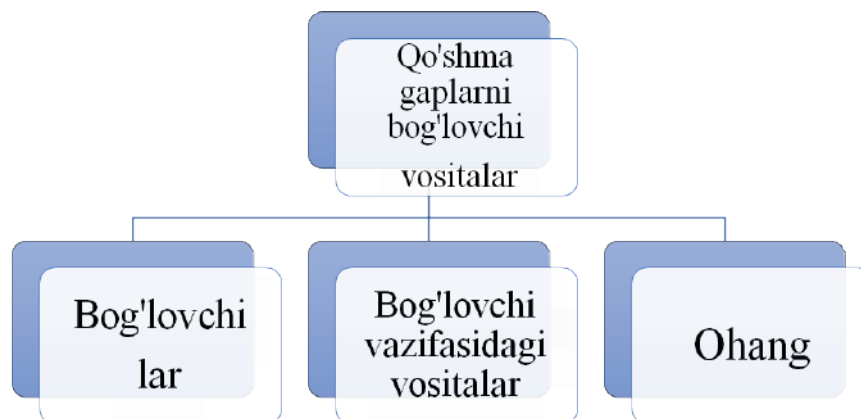 Qo'shma
gaplarni
bog'lovchi
vositalar
Bog'lovchi
lar
Bog'lovchi
vazifasidagi
vositalar
Ohang